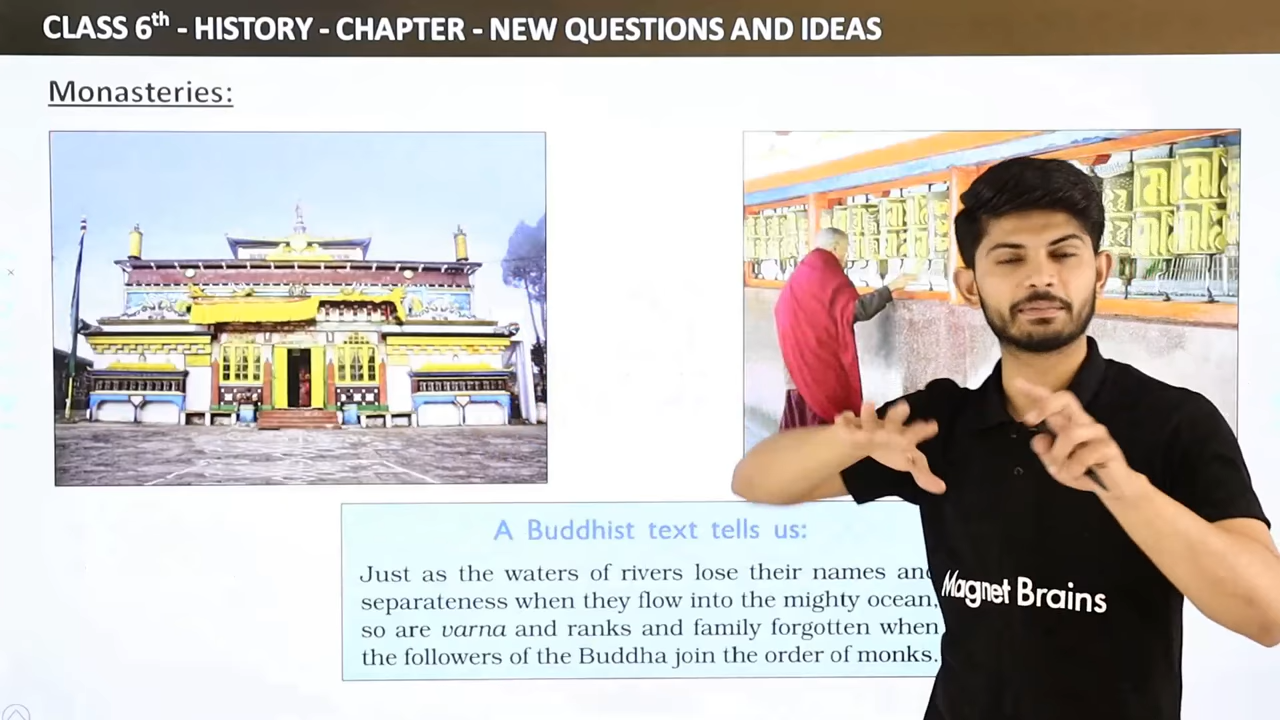 CLASS 6th - HISTORY - CHAPTER - NEW QUESTIONS AND IDEAS
Monasteries:
A Buddhist text tells us:
Just as the waters of rivers lose their names and
separateness when they flow into the mighty ocean,
so are varna and ranks and family forgotten when
the followers of the Buddha join the order of monks.
Magnet Brains